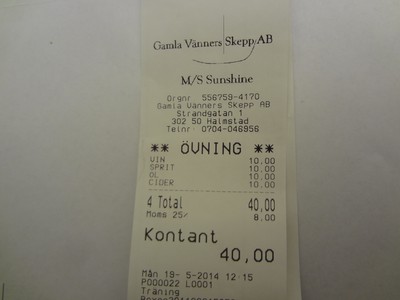 Gamla Vänners Skepp AB
M/S Sunshine
Orgnr 556759-4170
Gamla Vänners Skepp AB
Strandgatan 1
302 50 Halmstad
Telnr 0704-046956
** ÖVNING **
VIN 10.00
SPRIT 10.00
ÖL 10.00
CIDER 10.00
4 Total 40,00
Moms 25% 8.00
Kontant
40,00
Mån 19- 5-2014 12:15
P000022 L0001
Träning